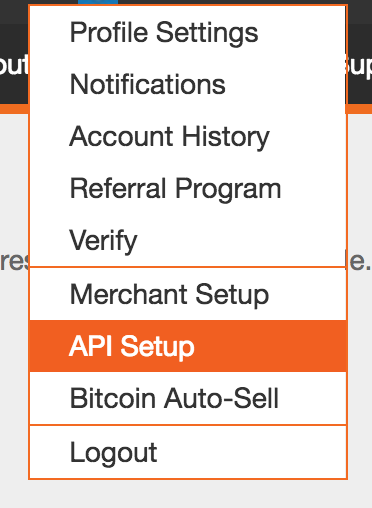 Profile Settings
Notifications
Account History
Referral Program
Verify
Merchant Setup
API Setup
Bitcoin Auto-Sell
Logout